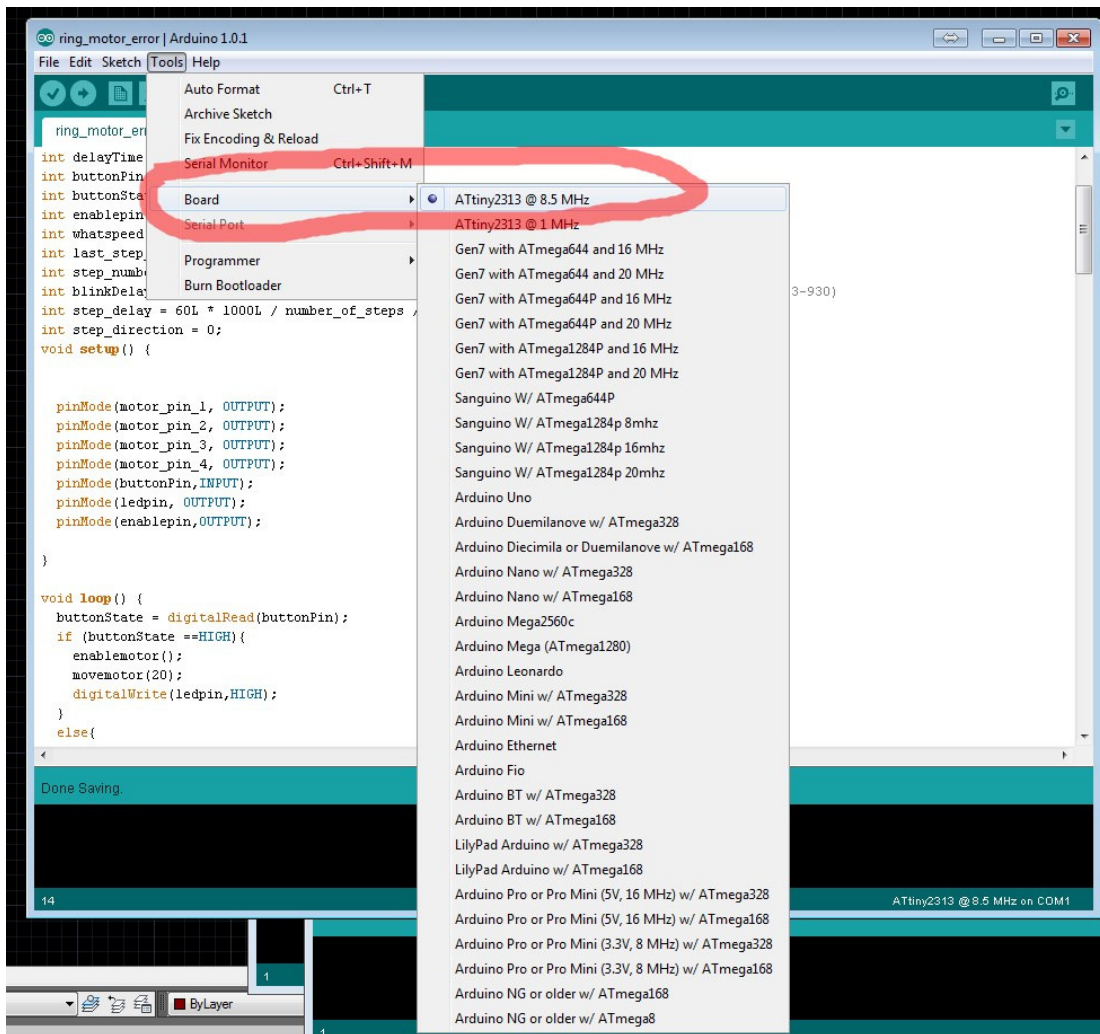 ring_motor_error | Arduino 1.0.1
File Edit Sketch Tools Help
ring_motor_err
Auto Format Ctrl+T
Archive Sketch
Fix Encoding & Reload
Serial Monitor Ctrl+Shift+M
Board
Serial Port
Programmer
Burn Bootloader
ATtiny2313 @ 8.5 MHz
ATtiny2313 @ 1 MHz
Gen7 with ATmega644 and 16 MHz
Gen7 with ATmega644 and 20 MHz
Gen7 with ATmega644P and 16 MHz
Gen7 with ATmega644P and 20 MHz
Gen7 with ATmega1284P and 16 MHz
Gen7 with ATmega1284P and 20 MHz
Sanguino W/ ATmega644P
Sanguino W/ ATmega1284p 8mhz
Sanguino W/ ATmega1284p 16mhz
Sanguino W/ ATmega1284p 20mhz
Arduino Uno
Arduino Duemilanove w/ ATmega328
Arduino Diecimila or Duemilanove w/ ATmega168
Arduino Nano w/ ATmega328
Arduino Nano w/ ATmega168
Arduino Mega2560c
Arduino Mega (ATmega1280)
Arduino Leonardo
Arduino Mini w/ ATmega328
Arduino Mini w/ ATmega168
Arduino Ethernet
Arduino Fio
Arduino BT w/ ATmega328
Arduino BT w/ ATmega168
LilyPad Arduino w/ ATmega328
LilyPad Arduino w/ ATmega168
Arduino Pro or Pro Mini (5V, 16 MHz) w/ ATmega328
Arduino Pro or Pro Mini (5V, 16 MHz) w/ ATmega168
Arduino Pro or Pro Mini (3.3V, 8 MHz) w/ ATmega328
Arduino Pro or Pro Mini (3.3V, 8 MHz) w/ ATmega168
Arduino NG or older w/ ATmega168
Arduino NG or older w/ ATmega8
int delayTime
int buttonPin
int buttonSta
int enablepin
int whatspeed
int last_step_
int step_numb
int blinkDela 3-930)
int step_delay = 60L * 1000L / number_of_steps /
int step_direction = 0;
void setup() {
pinMode(motor_pin_1, OUTPUT);
pinMode(motor_pin_2, OUTPUT);
pinMode(motor_pin_3, OUTPUT);
pinMode(motor_pin_4, OUTPUT);
pinMode(buttonPin,INPUT);
pinMode(ledpin, OUTPUT);
pinMode(enablepin,OUTPUT);
}
void loop() {
buttonState = digitalRead(buttonPin);
if (buttonState ==HIGH){
enablemotor();
movemotor(20);
digitalWrite(ledpin,HIGH);
}
else{
Done Saving.
14
ATtiny2313 @ 8.5 MHz on COM1
1
ByLayer
1